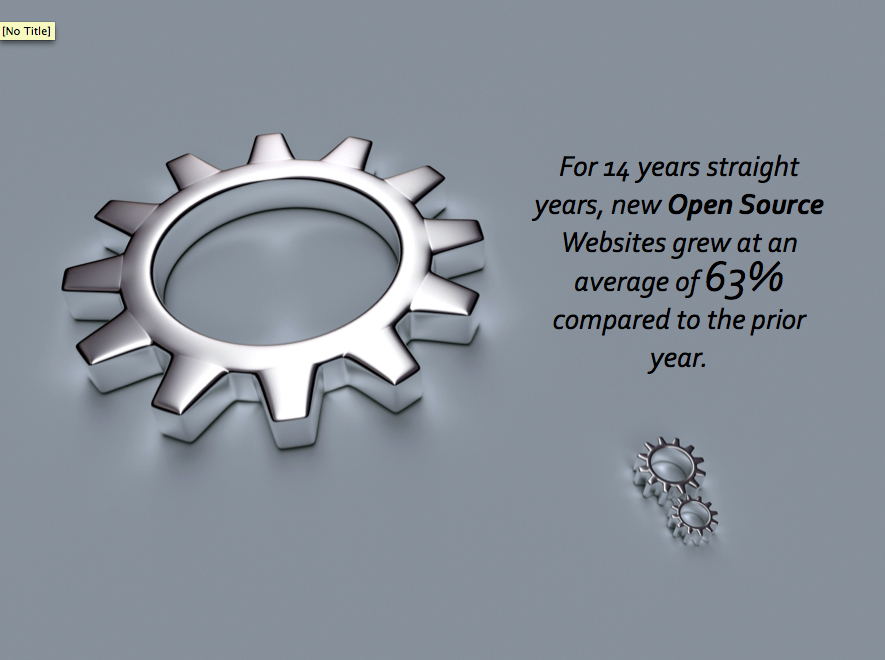 [No Title]
For 14 years straight
years, new Open Source
Websites grew at an
average of 63%
compared to the prior
year.